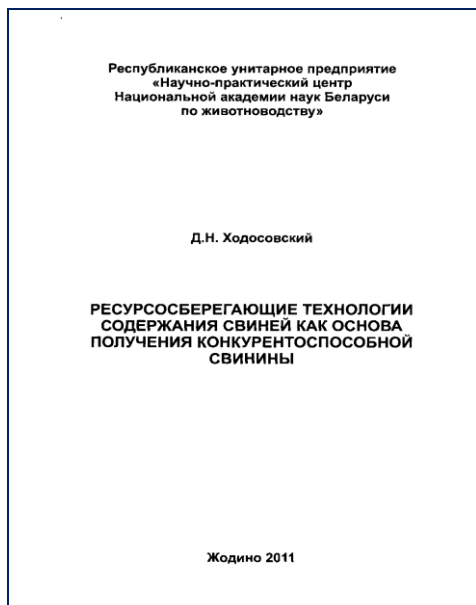 Республиканское унитарное предприятие
«Научно-практический центр
Национальной академии наук Беларуси
по животноводству»
Д.Н. Ходосовский
РЕСУРСОСБЕРЕГАЮЩИЕ ТЕХНОЛОГИИ
СОДЕРЖАНИЯ СВИНЕЙ КАК ОСНОВА
ПОЛУЧЕНИЯ КОНКУРЕНТОСПОСОБНОЙ
СВИНИНЫ
Жодино 2011